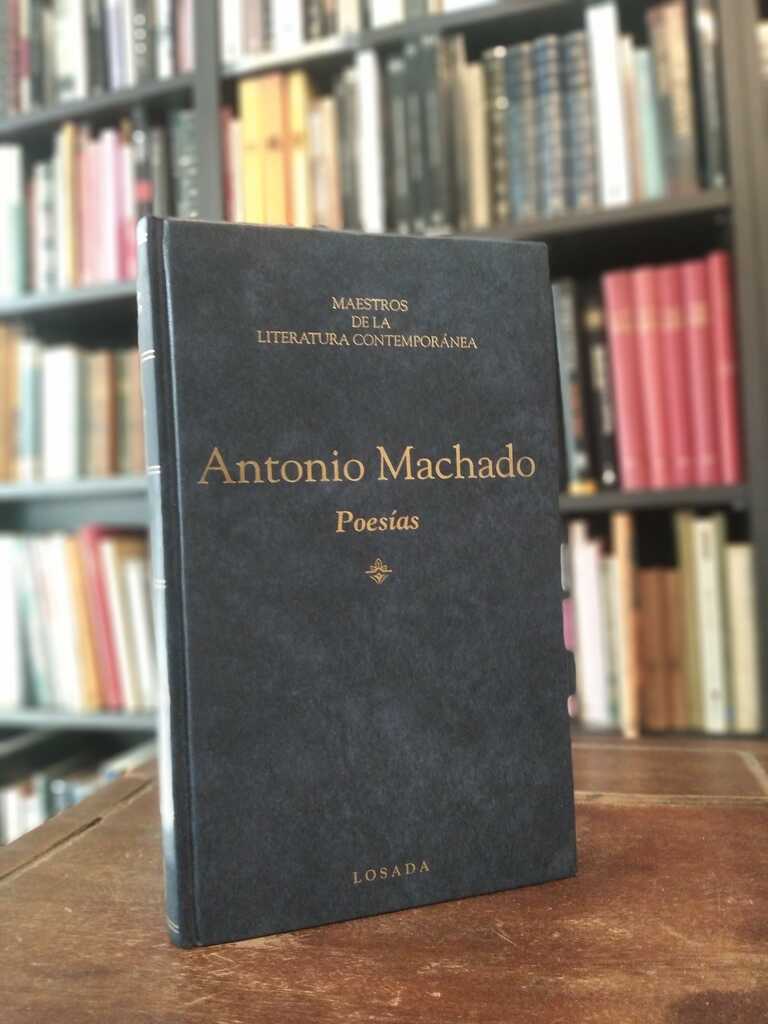 MAESTROS
DE LA
LITERATURA CONTEMPORÁNEA
Antonio Machado
Poesías
LOSADA